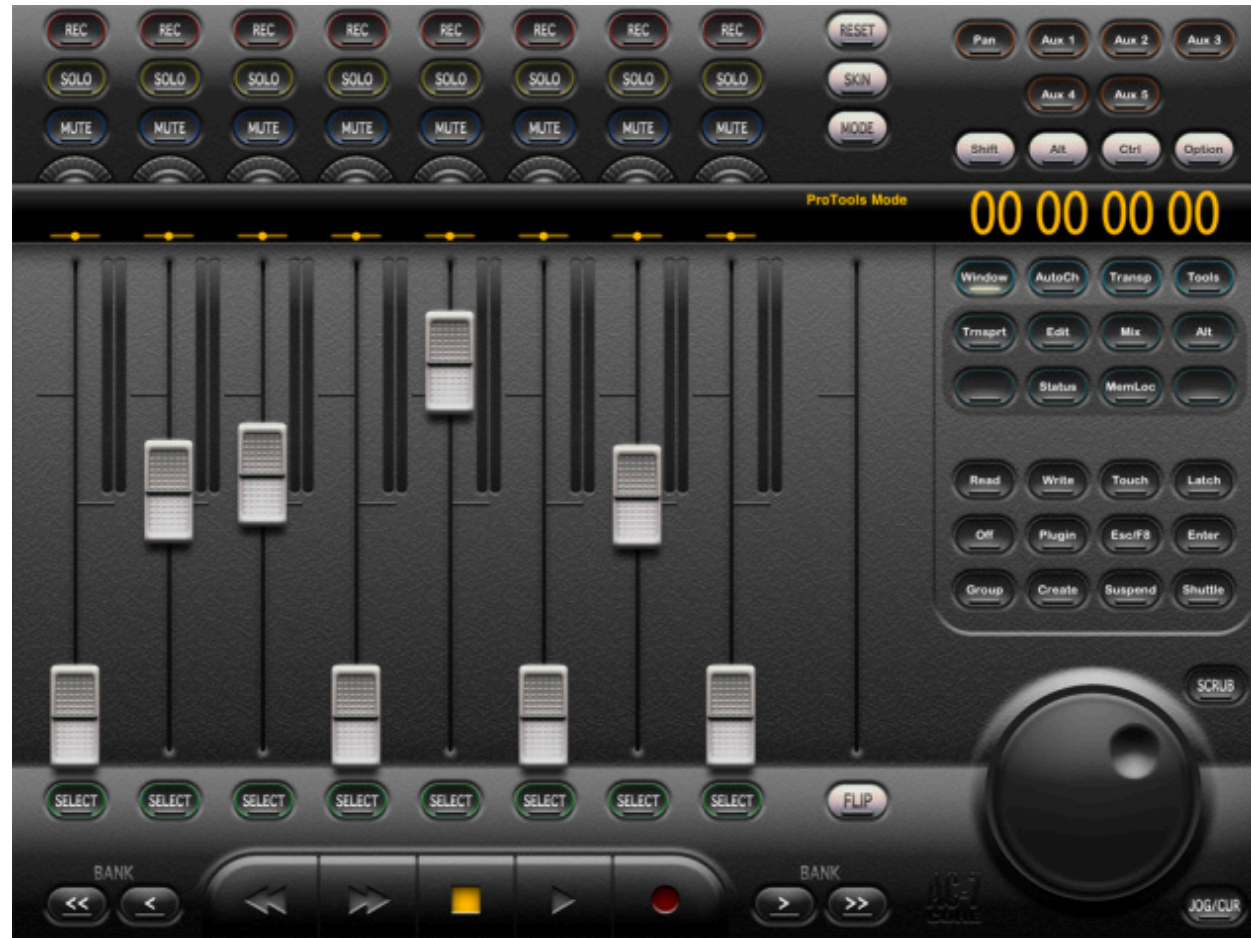 REC REC REC REC REC REC REC REC RESET
Pan Aux 1 Aux 2 Aux 3
SOLO SOLO SOLO SOLO SOLO SOLO SOLO SOLO SKIN
Aux 4 Aux 5
MUTE MUTE MUTE MUTE MUTE MUTE MUTE MUTE MODE
Shift Alt Ctrl Option
ProTools Mode
00 00 00 00
Window AutoCh Transp Tools
Trnsprt Edit Mix Alt
Status MemLoc
Read Write Touch Latch
Off Plugin Esc/F8 Enter
Group Create Suspend Shuttle
SCRUB
SELECT SELECT SELECT SELECT SELECT SELECT SELECT SELECT FLIP
BANK BANK
<< < > >>
AC-7
CORE
JOG/CUR